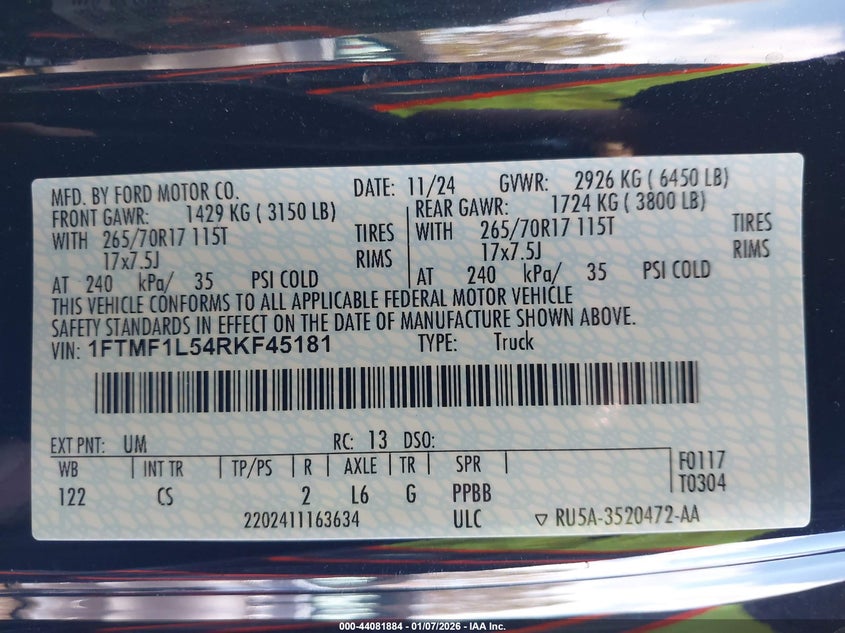 MFD. BY FORD MOTOR CO. DATE: 11/24 GVWR: 2926 KG ( 6450 LB)
FRONT GAWR: 1429 KG ( 3150 LB) REAR GAWR: 1724 KG ( 3800 LB)
WITH 265/70R17 115T TIRES WITH 265/70R17 115T TIRES
17x7.5J RIMS 17x7.5J RIMS
AT 240 kPa/ 35 PSI COLD AT 240 kPa/ 35 PSI COLD
THIS VEHICLE CONFORMS TO ALL APPLICABLE FEDERAL MOTOR VEHICLE
SAFETY STANDARDS IN EFFECT ON THE DATE OF MANUFACTURE SHOWN ABOVE.
VIN: 1FTMF1L54RKF45181 TYPE: Truck
EXT PNT: UM RC: 13 DSO:
WB INT TR TP/PS R AXLE TR SPR F0117
122 CS 2 L6 G PPBB T0304
2202411163634 ULC RU5A-3520472-AA
000-44081884 | 01/07/2026 - IAA Inc.